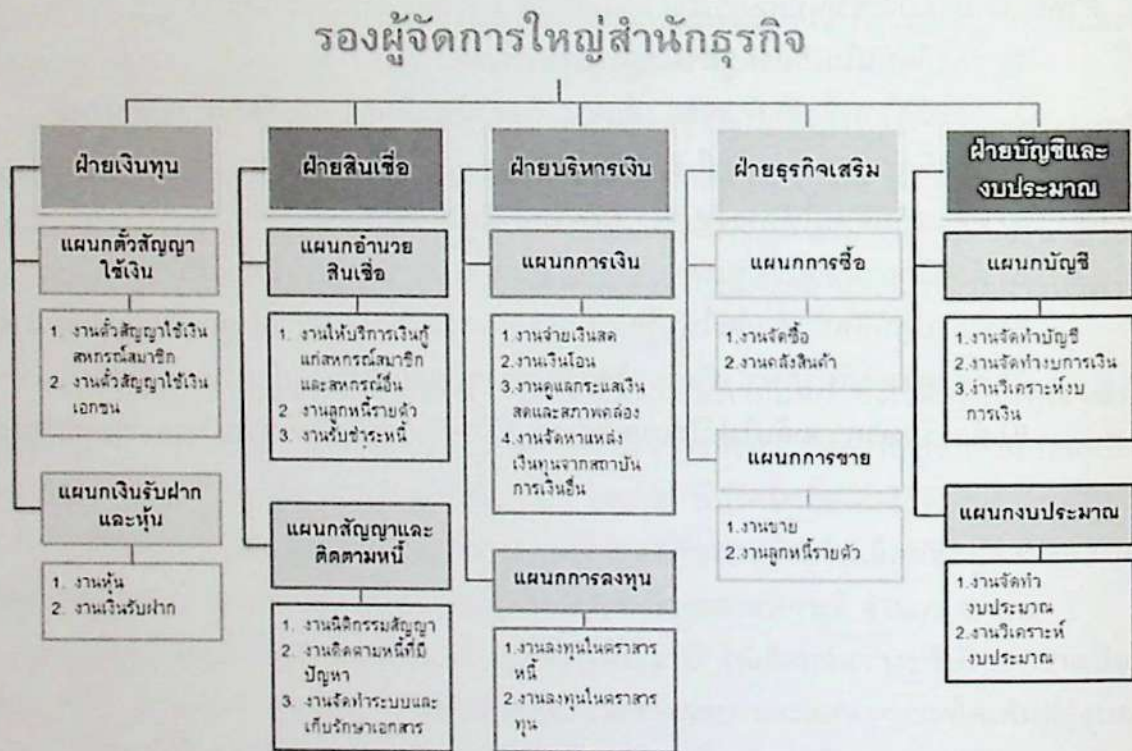 รองผู้จัดการใหญ่สำนักธุรกิจ
ฝ่ายเงินทุน
แผนกตั๋วสัญญา
ใช้เงิน
1. งานตั๋วสัญญาใช้เงิน
สหกรณ์สมาชิก
2. งานตั๋วสัญญาใช้เงิน
เอกชน
แผนกเงินรับฝาก
และหุ้น
1. งานหุ้น
2. งานเงินรับฝาก
ฝ่ายสินเชื่อ
แผนกอำนวย
สินเชื่อ
1. งานให้บริการเงินกู้
แก่สหกรณ์สมาชิก
และสหกรณ์อื่น
2 งานลูกหนี้รายตัว
3. งานรับชำระหนี้
แผนกสัญญาและ
ติดตามหนี้
1. งานนิติกรรมสัญญา
2. งานติดตามหนี้ที่มี
ปัญหา
3. งานจัดทำระบบและ
เก็บรักษาเอกสาร
ฝ่ายบริหารเงิน
แผนกการเงิน
1.งานจ่ายเงินสด
2.งานเงินโอน
3.งานดูแลกระแสเงิน
สดและสภาพคล่อง
4.งานจัดหาแหล่ง
เงินทุนจากสถาบัน
การเงินอื่น
แผนกการลงทุน
1.งานลงทุนในตราสาร
หนี้
2.งานลงทุนในตราสาร
ทุน
ฝ่ายธุรกิจเสริม
แผนกการซื้อ
1.งานจัดซื้อ
2.งานคลังสินค้า
แผนกการขาย
1.งานขาย
2.งานลูกหนี้รายตัว
ฝ่ายบัญชีและ
งบประมาณ
แผนกบัญชี
1.งานจัดทำบัญชี
2.งานจัดทำงบการเงิน
3.ง่านวิเคราะห์งบ
การเงิน
แผนกงบประมาณ
1.งานจัดทำ
งบประมาณ
2.งานวิเคราะห์
งบประมาณ